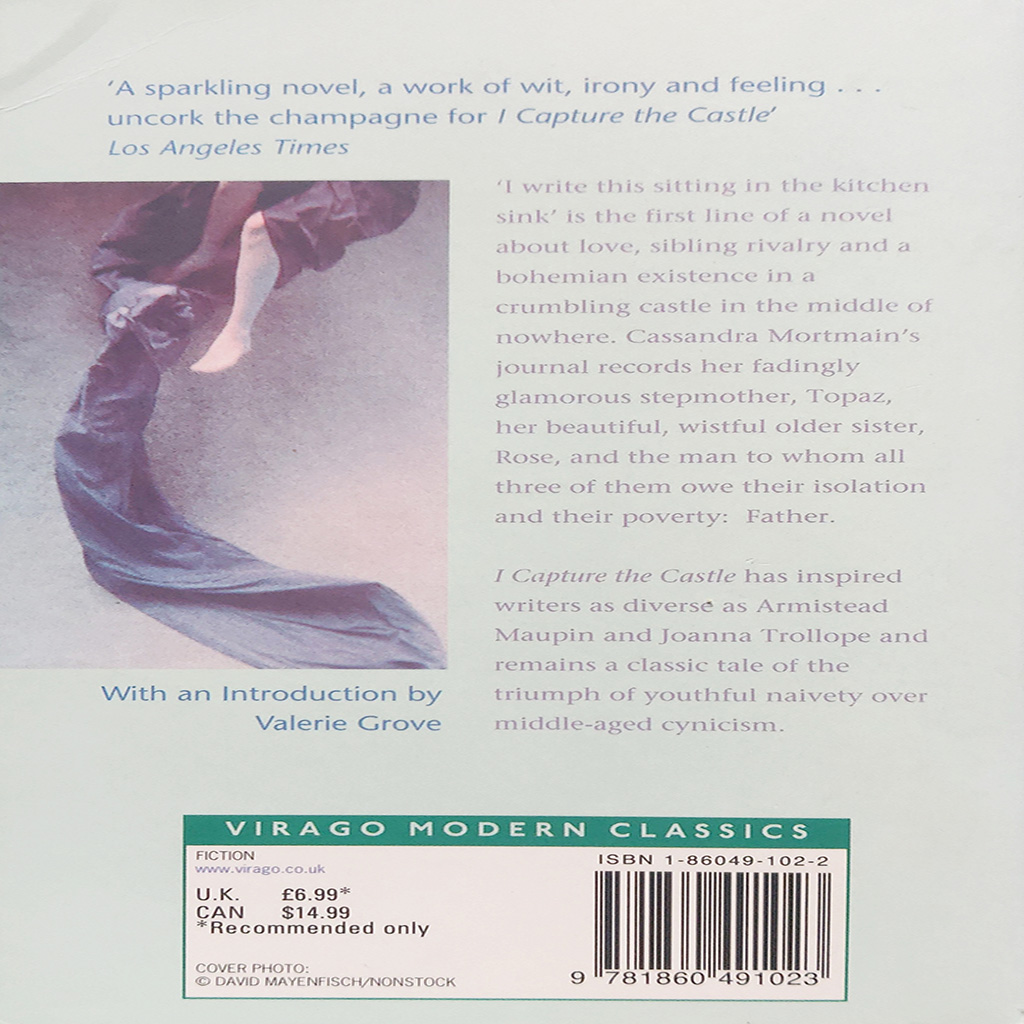 ‘A sparkling novel, a work of wit, irony and feeling . . .
uncork the champagne for I Capture the Castle’
Los Angeles Times
‘I write this sitting in the kitchen
sink’ is the first line of a novel
about love, sibling rivalry and a
bohemian existence in a
crumbling castle in the middle of
nowhere. Cassandra Mortmain’s
journal records her fadingly
glamorous stepmother, Topaz,
her beautiful, wistful older sister,
Rose, and the man to whom all
three of them owe their isolation
and their poverty: Father.
I Capture the Castle has inspired
writers as diverse as Armistead
Maupin and Joanna Trollope and
remains a classic tale of the
triumph of youthful naivety over
middle-aged cynicism.
With an Introduction by
Valerie Grove
VIRAGO MODERN CLASSICS
FICTION
www.virago.co.uk
U.K. £6.99*
CAN $14.99
*Recommended only
COVER PHOTO:
© DAVID MAYENFISCH/NONSTOCK
ISBN 1-86049-102-2
9 781860 491023